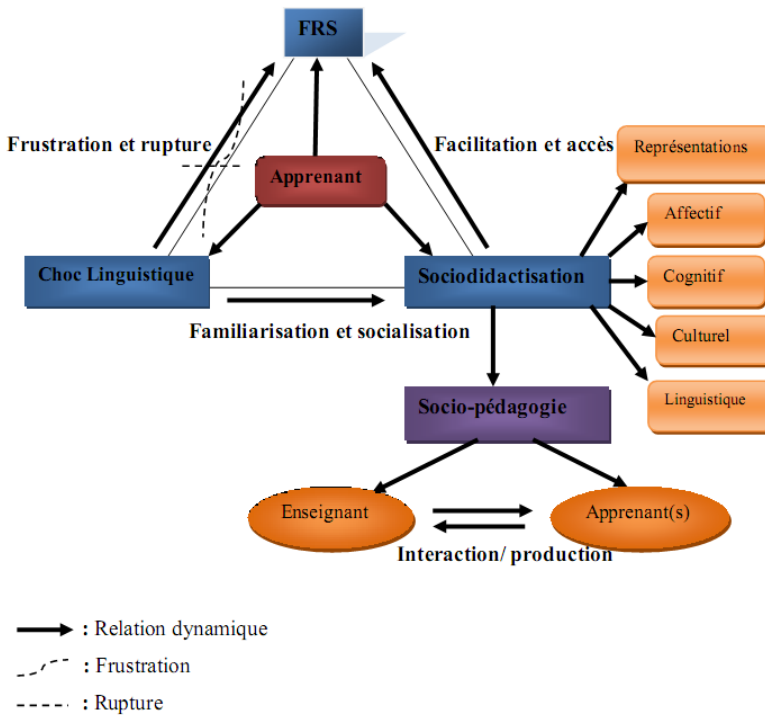 FRS
Frustration et rupture
Facilitation et accès
Représentations
Apprenant
Affectif
Choc Linguistique
Sociodidactisation
Cognitif
Familiarisation et socialisation
Culturel
Linguistique
Socio-pédagogie
Enseignant
Apprenant(s)
Interaction/ production
: Relation dynamique
: Frustration
: Rupture